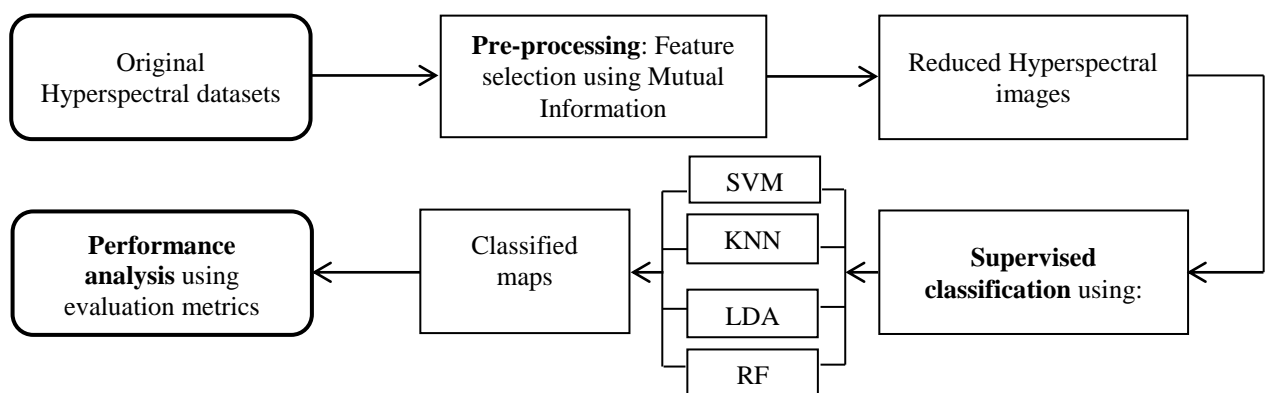 Original
Hyperspectral datasets
Pre-processing: Feature
selection using Mutual
Information
Reduced Hyperspectral
images
Supervised
classification using:
SVM
KNN
LDA
RF
Classified
maps
Performance
analysis using
evaluation metrics